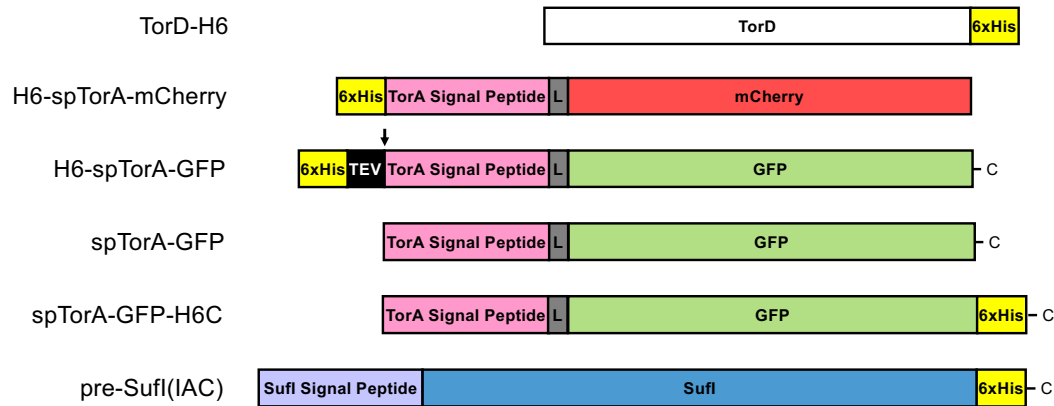 TorD-H6 TorD 6xHis
H6-spTorA-mCherry 6xHis TorA Signal Peptide L mCherry
H6-spTorA-GFP 6xHis TEV TorA Signal Peptide L GFP C
spTorA-GFP TorA Signal Peptide L GFP C
spTorA-GFP-H6C TorA Signal Peptide L GFP 6xHis C
pre-SufI(IAC) SufI Signal Peptide SufI 6xHis C